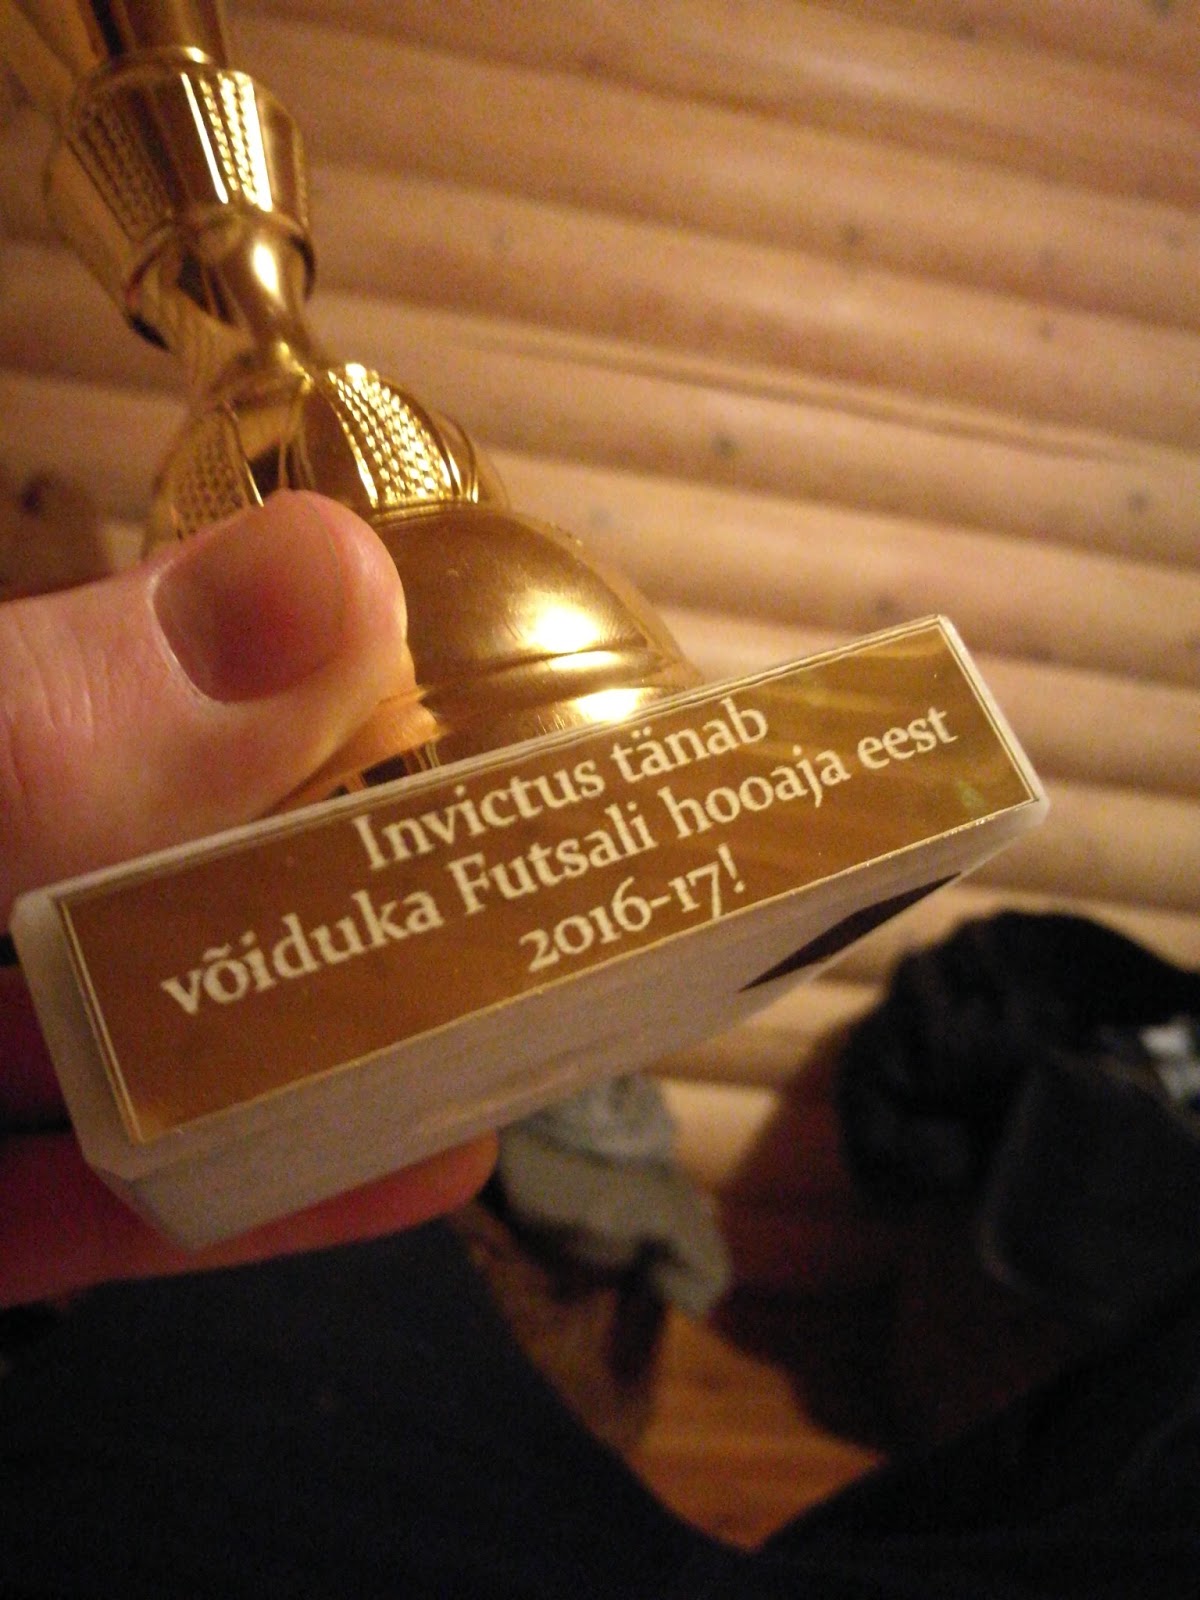 Invictus tänab
võiduka Futsali hooaja eest
2016-17!